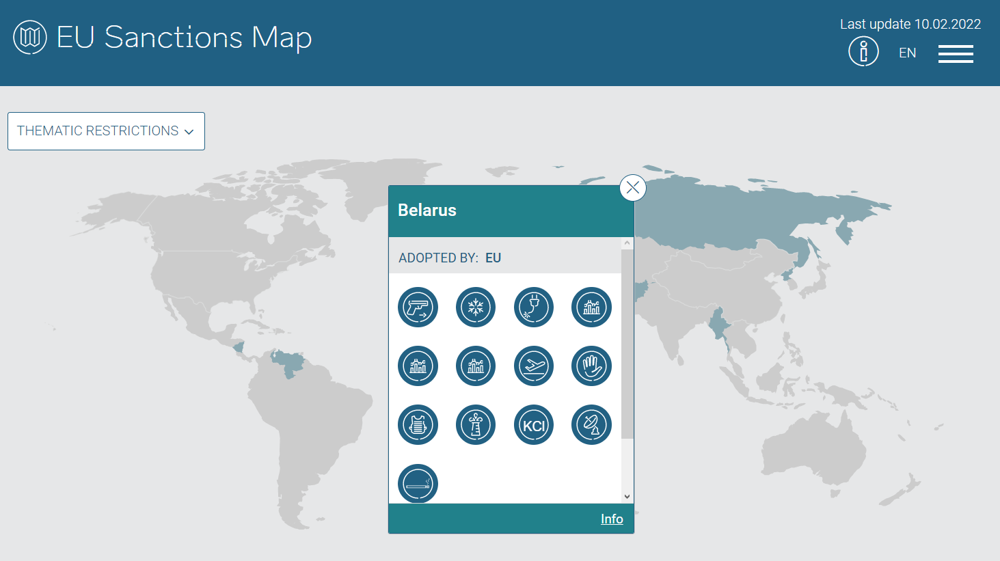 EU Sanctions Map
Last update 10.02.2022
EN
THEMATIC RESTRICTIONS
Belarus
ADOPTED BY: EU
KCl
Info